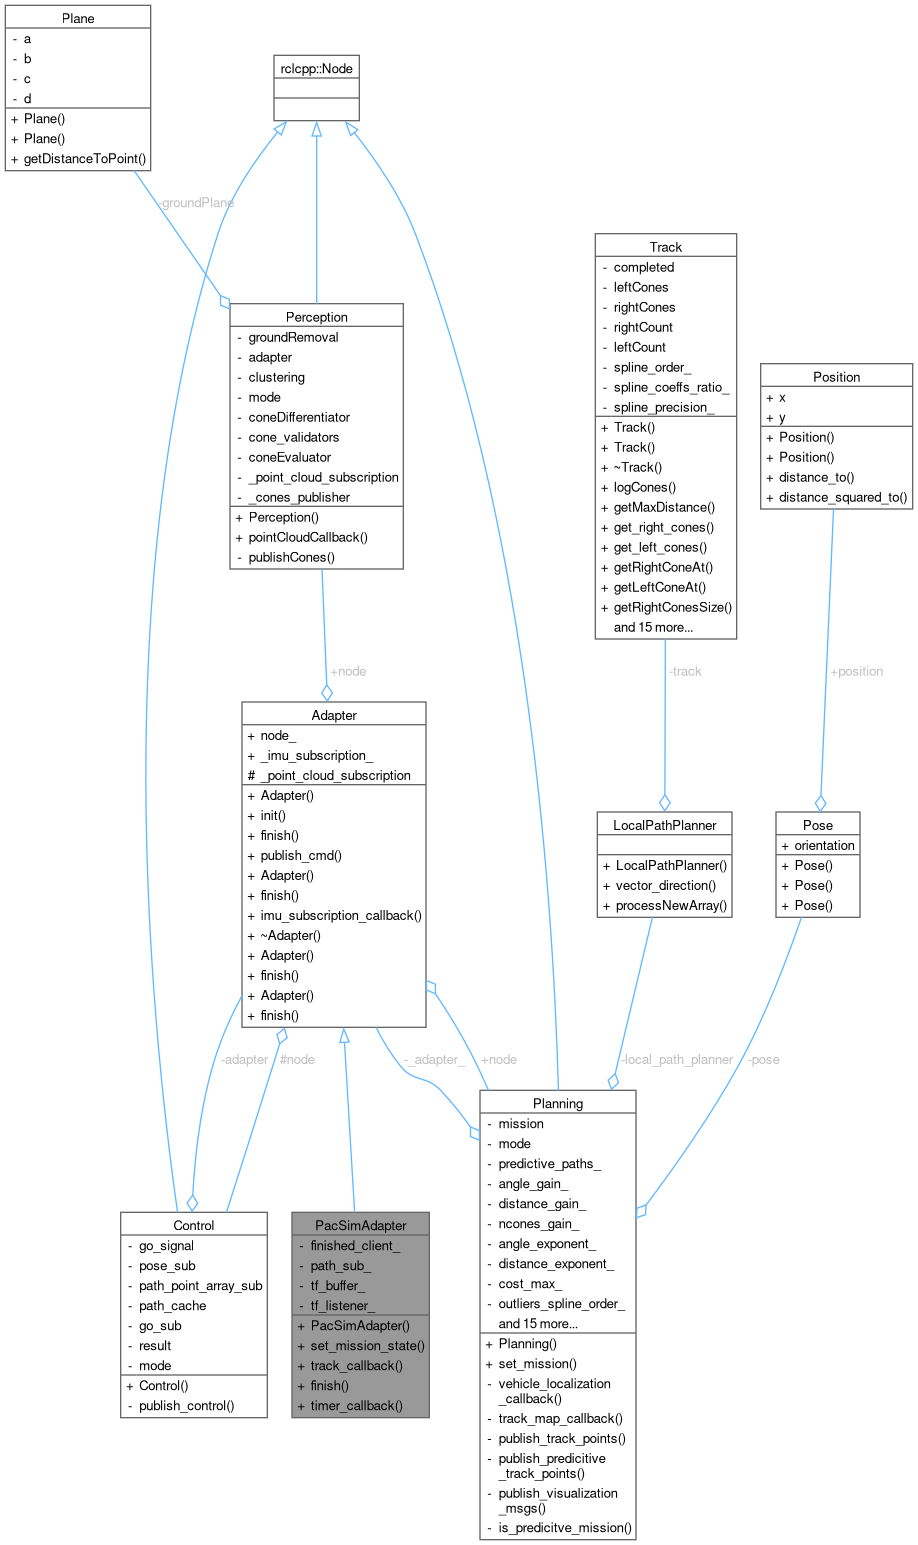 Plane
- a
- b
- c
- d
+ Plane()
+ Plane()
+ getDistanceToPoint()
rclcpp::Node
-groundPlane
Perception
- groundRemoval
- adapter
- clustering
- mode
- coneDifferentiator
- cone_validators
- coneEvaluator
- _point_cloud_subscription
- _cones_publisher
+ Perception()
+ pointCloudCallback()
- publishCones()
Track
- completed
- leftCones
- rightCones
- rightCount
- leftCount
- spline_order_
- spline_coeffs_ratio_
- spline_precision_
+ Track()
+ Track()
+ ~Track()
+ logCones()
+ getMaxDistance()
+ get_right_cones()
+ get_left_cones()
+ getRightConeAt()
+ getLeftConeAt()
+ getRightConesSize()
and 15 more...
Position
+ x
+ y
+ Position()
+ Position()
+ distance_to()
+ distance_squared_to()
+node
-track
+position
Adapter
+ node_
+ _imu_subscription_
# _point_cloud_subscription
+ Adapter()
+ init()
+ finish()
+ publish_cmd()
+ Adapter()
+ finish()
+ imu_subscription_callback()
+ ~Adapter()
+ Adapter()
+ finish()
+ Adapter()
+ finish()
LocalPathPlanner
+ LocalPathPlanner()
+ vector_direction()
+ processNewArray()
Pose
+ orientation
+ Pose()
+ Pose()
+ Pose()
-adapter
#node
-_adapter_
+node
-local_path_planner
-pose
Control
- go_signal
- pose_sub
- path_point_array_sub
- path_cache
- go_sub
- result
- mode
+ Control()
- publish_control()
PacSimAdapter
- finished_client_
- path_sub_
- tf_buffer_
- tf_listener_
+ PacSimAdapter()
+ set_mission_state()
+ track_callback()
+ finish()
+ timer_callback()
Planning
- mission
- mode
- predictive_paths_
- angle_gain_
- distance_gain_
- ncones_gain_
- angle_exponent_
- distance_exponent_
- cost_max_
- outliers_spline_order_
and 15 more...
+ Planning()
+ set_mission()
- vehicle_localization
_callback()
- track_map_callback()
- publish_track_points()
- publish_predicitive
_track_points()
- publish_visualization
_msgs()
- is_predicitve_mission()